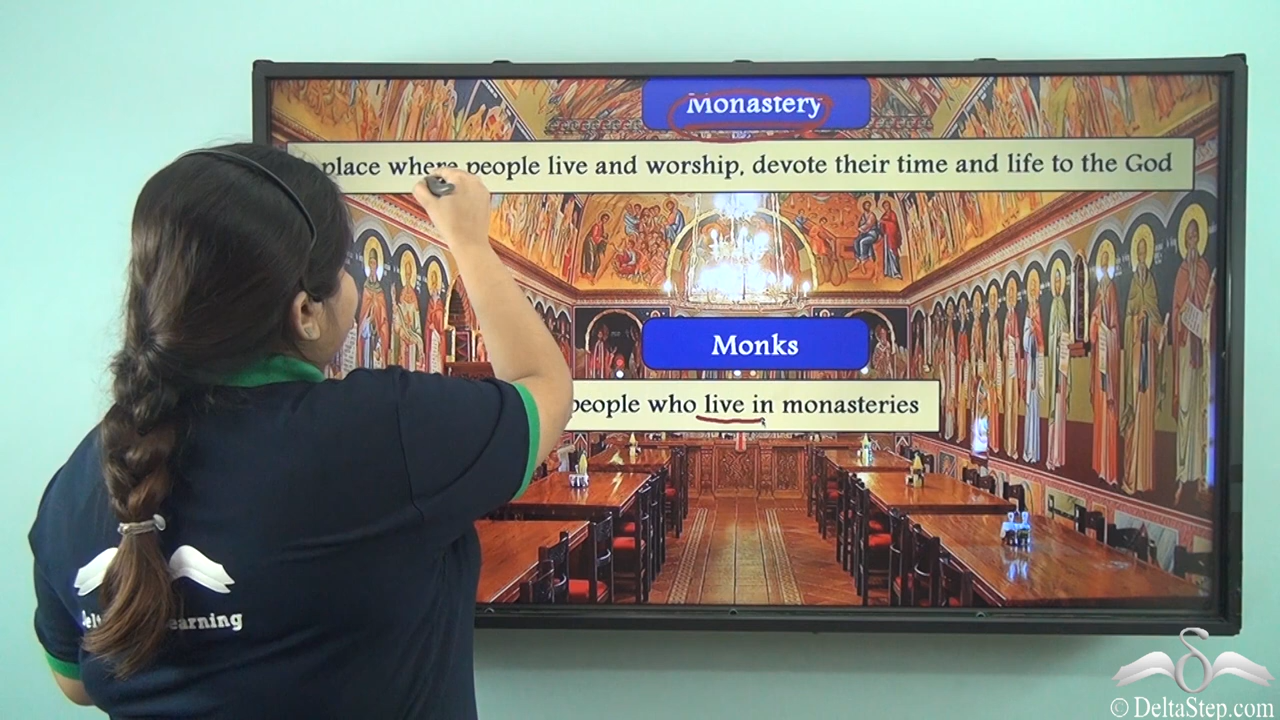 Monastery
place where people live and worship, devote their time and life to the God
Monks
people who live in monasteries
earning
© DeltaStep.com